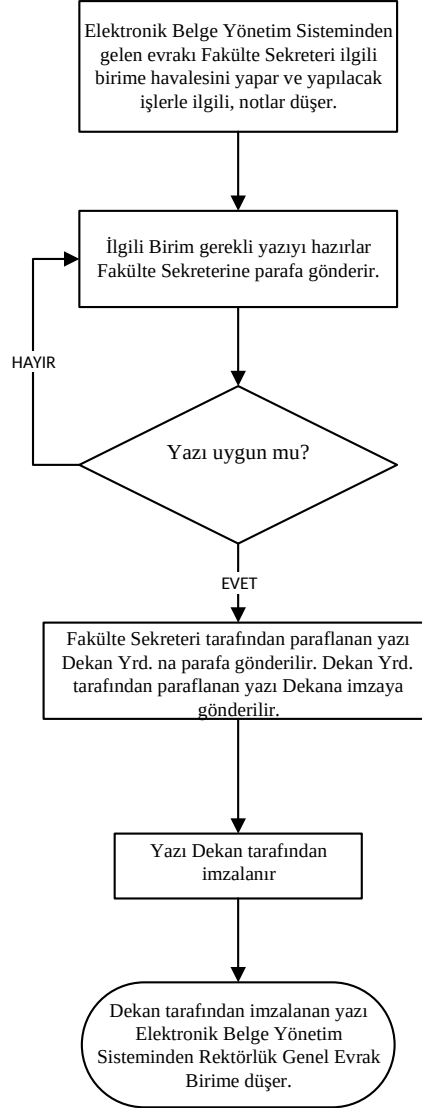 Elektronik Belge Yönetim Sisteminden
gelen evrakı Fakülte Sekreteri ilgili
birime havalesini yapar ve yapılacak
işlerle ilgili, notlar düşer.
İlgili Birim gerekli yazıyı hazırlar
Fakülte Sekreterine parafa gönderir.
HAYIR
Yazı uygun mu?
EVET
Fakülte Sekreteri tarafından paraflanan yazı
Dekan Yrd. na parafa gönderilir. Dekan Yrd.
tarafından paraflanan yazı Dekana imzaya
gönderilir.
Yazı Dekan tarafından
imzalanır
Dekan tarafından imzalanan yazı
Elektronik Belge Yönetim
Sisteminden Rektörlük Genel Evrak
Birime düşer.